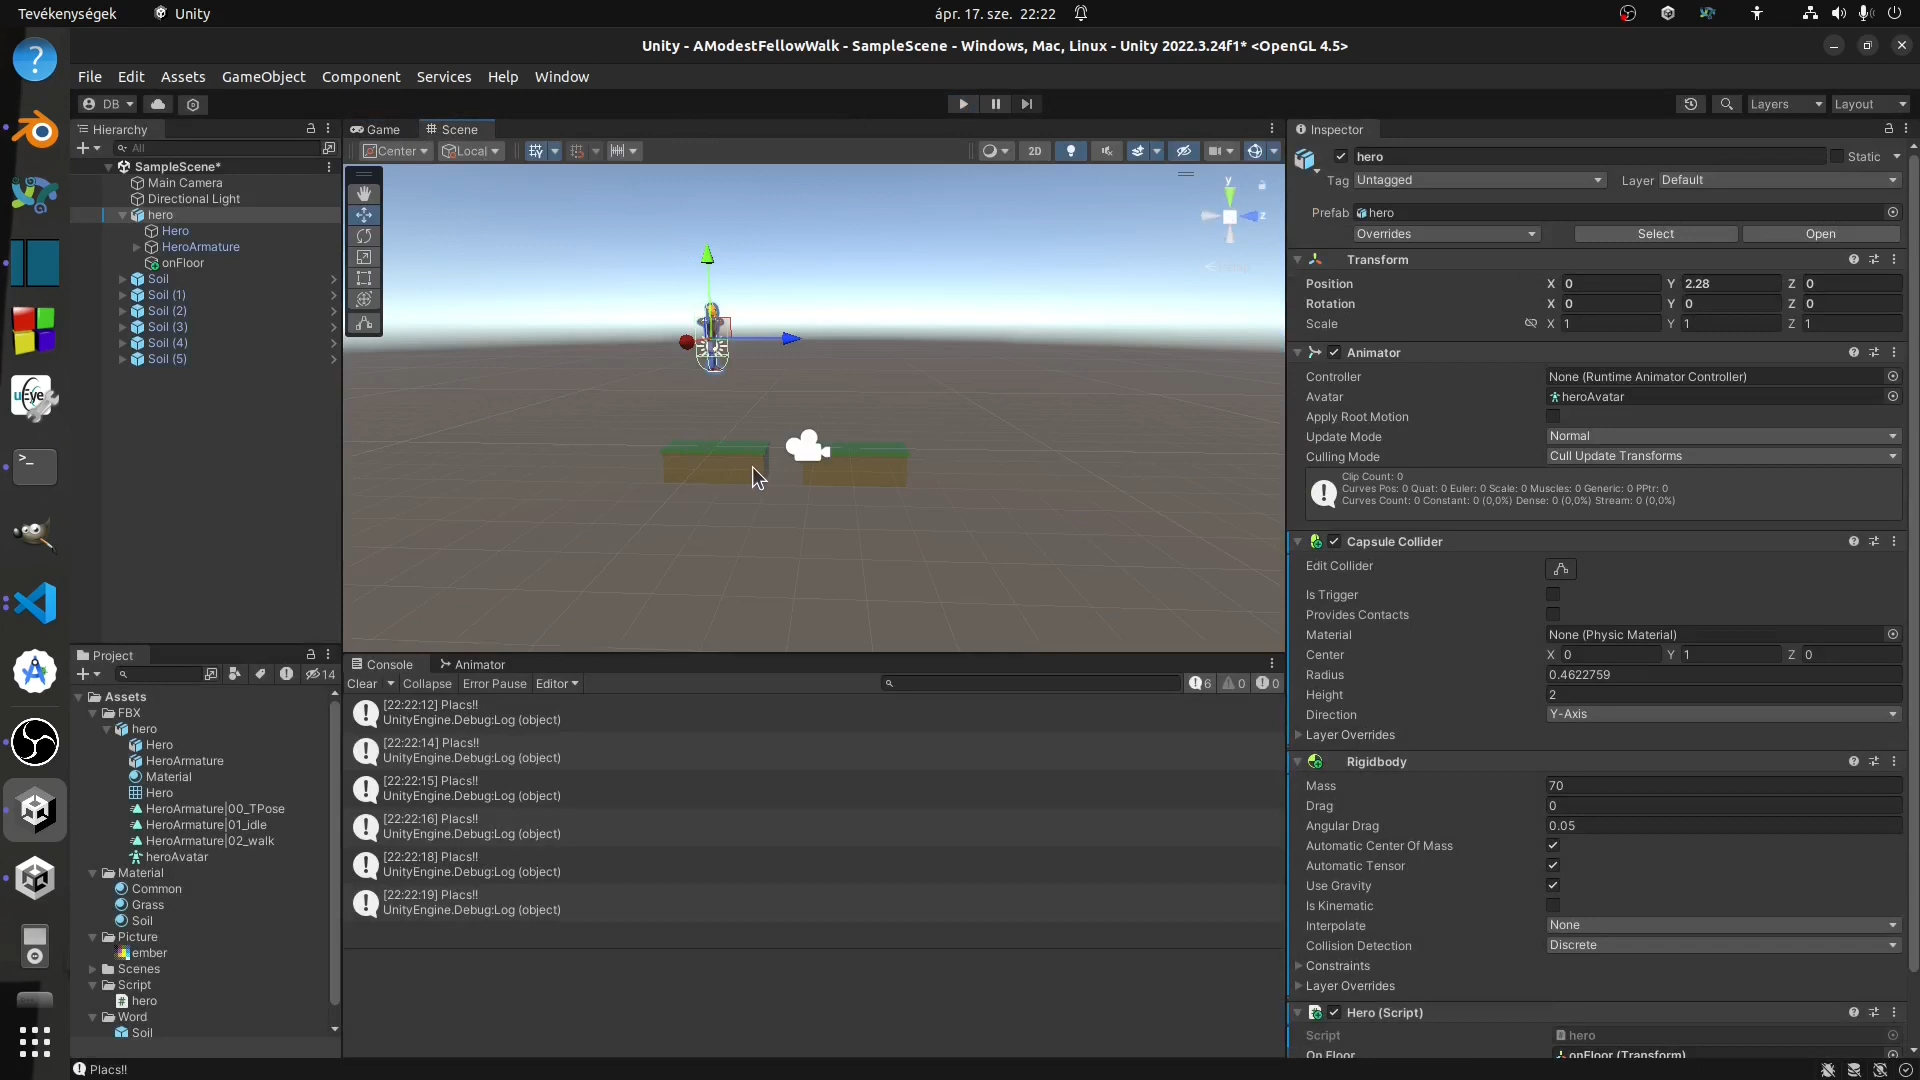 Tevékenységek
Unity
ápr. 17. sze. 22:22
Unity - AModestFellowWalk - SampleScene - Windows, Mac, Linux - Unity 2022.3.24f1* <OpenGL 4.5>
File Edit Assets GameObject Component Services Help Window
DB
Layers
Layout
Hierarchy
All
SampleScene*
Main Camera
Directional Light
hero
Hero
HeroArmature
onFloor
Soil
Soil (1)
Soil (2)
Soil (3)
Soil (4)
Soil (5)
Game
Scene
Center
Local
2D
y
z
Project
14
Assets
FBX
hero
Hero
HeroArmature
Material
Hero
HeroArmature|00_TPose
HeroArmature|01_idle
HeroArmature|02_walk
heroAvatar
Material
Common
Grass
Soil
Picture
ember
Scenes
Script
hero
Word
Soil
Console
Animator
Clear Collapse Error Pause Editor
6 0 0
[22:22:12] Placs!!
UnityEngine.Debug:Log (object)
[22:22:14] Placs!!
UnityEngine.Debug:Log (object)
[22:22:15] Placs!!
UnityEngine.Debug:Log (object)
[22:22:16] Placs!!
UnityEngine.Debug:Log (object)
[22:22:18] Placs!!
UnityEngine.Debug:Log (object)
[22:22:19] Placs!!
UnityEngine.Debug:Log (object)
Inspector
hero
Static
Tag Untagged Layer Default
Prefab hero
Overrides Select Open
Transform
Position X 0 Y 2.28 Z 0
Rotation X 0 Y 0 Z 0
Scale X 1 Y 1 Z 1
Animator
Controller None (Runtime Animator Controller)
Avatar heroAvatar
Apply Root Motion
Update Mode Normal
Culling Mode Cull Update Transforms
Clip Count: 0
Curves Pos: 0 Quat: 0 Euler: 0 Scale: 0 Muscles: 0 Generic: 0 PPtr: 0
Curves Count: 0 Constant: 0 (0,0%) Dense: 0 (0,0%) Stream: 0 (0,0%)
Capsule Collider
Edit Collider
Is Trigger
Provides Contacts
Material None (Physic Material)
Center X 0 Y 1 Z 0
Radius 0.4622759
Height 2
Direction Y-Axis
Layer Overrides
Rigidbody
Mass 70
Drag 0
Angular Drag 0.05
Automatic Center Of Mass
Automatic Tensor
Use Gravity
Is Kinematic
Interpolate None
Collision Detection Discrete
Constraints
Layer Overrides
Hero (Script)
Script hero
On Floor onFloor (Transform)
Placs!!